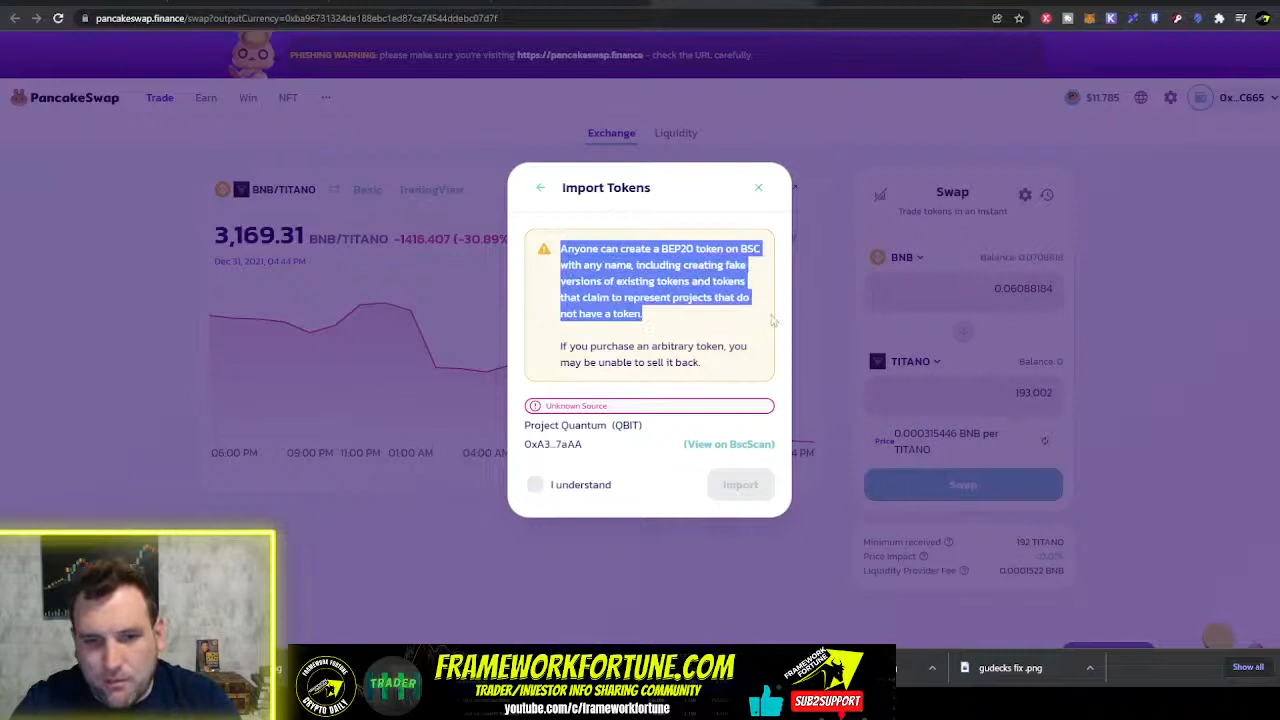 pancakeswap.finance/swap?outputCurrency=0xba96731324de188ebc1ed87ca74544ddebc07d7f
PHISHING WARNING: please make sure you're visiting https://pancakeswap.finance - check the URL carefully.
PancakeSwap
Trade
Earn
Win
NFT
$11.785
0x...C665
Exchange
Liquidity
BNB/TITANO
Basic
TradingView
3,169.31 BNB/TITANO -1416.407 (-30.89%
Dec 31, 2021, 04:44 PM
06:00 PM
09:00 PM
11:00 PM
01:00 AM
04:00 AM
PM
Import Tokens
Anyone can create a BEP20 token on BSC
with any name, including creating fake
versions of existing tokens and tokens
that claim to represent projects that do
not have a token.
If you purchase an arbitrary token, you
may be unable to sell it back.
Unknown Source
Project Quantum (QBIT)
0xA3...7aAA
(View on BscScan)
I understand
Import
Swap
Trade tokens in an instant
BNB
Balance: 0.0708818
0.06088184
TITANO
Balance: 0
193.002
Price
0.000315446 BNB per
TITANO
Swap
Minimum received
192 TITANO
Price Impact
Liquidity Provider Fee
0.0001522 BNB
FRAMEWORK FORTUNE
CRYPTO DAILY
TRADER
FRAMEWORKFORTUNE.COM
TRADER/INVESTOR INFO SHARING COMMUNITY
youtube.com/c/frameworkfortune
FRAMEWORK
FORTUNE
SUB2SUPPORT
gudecks fix .png
Show all